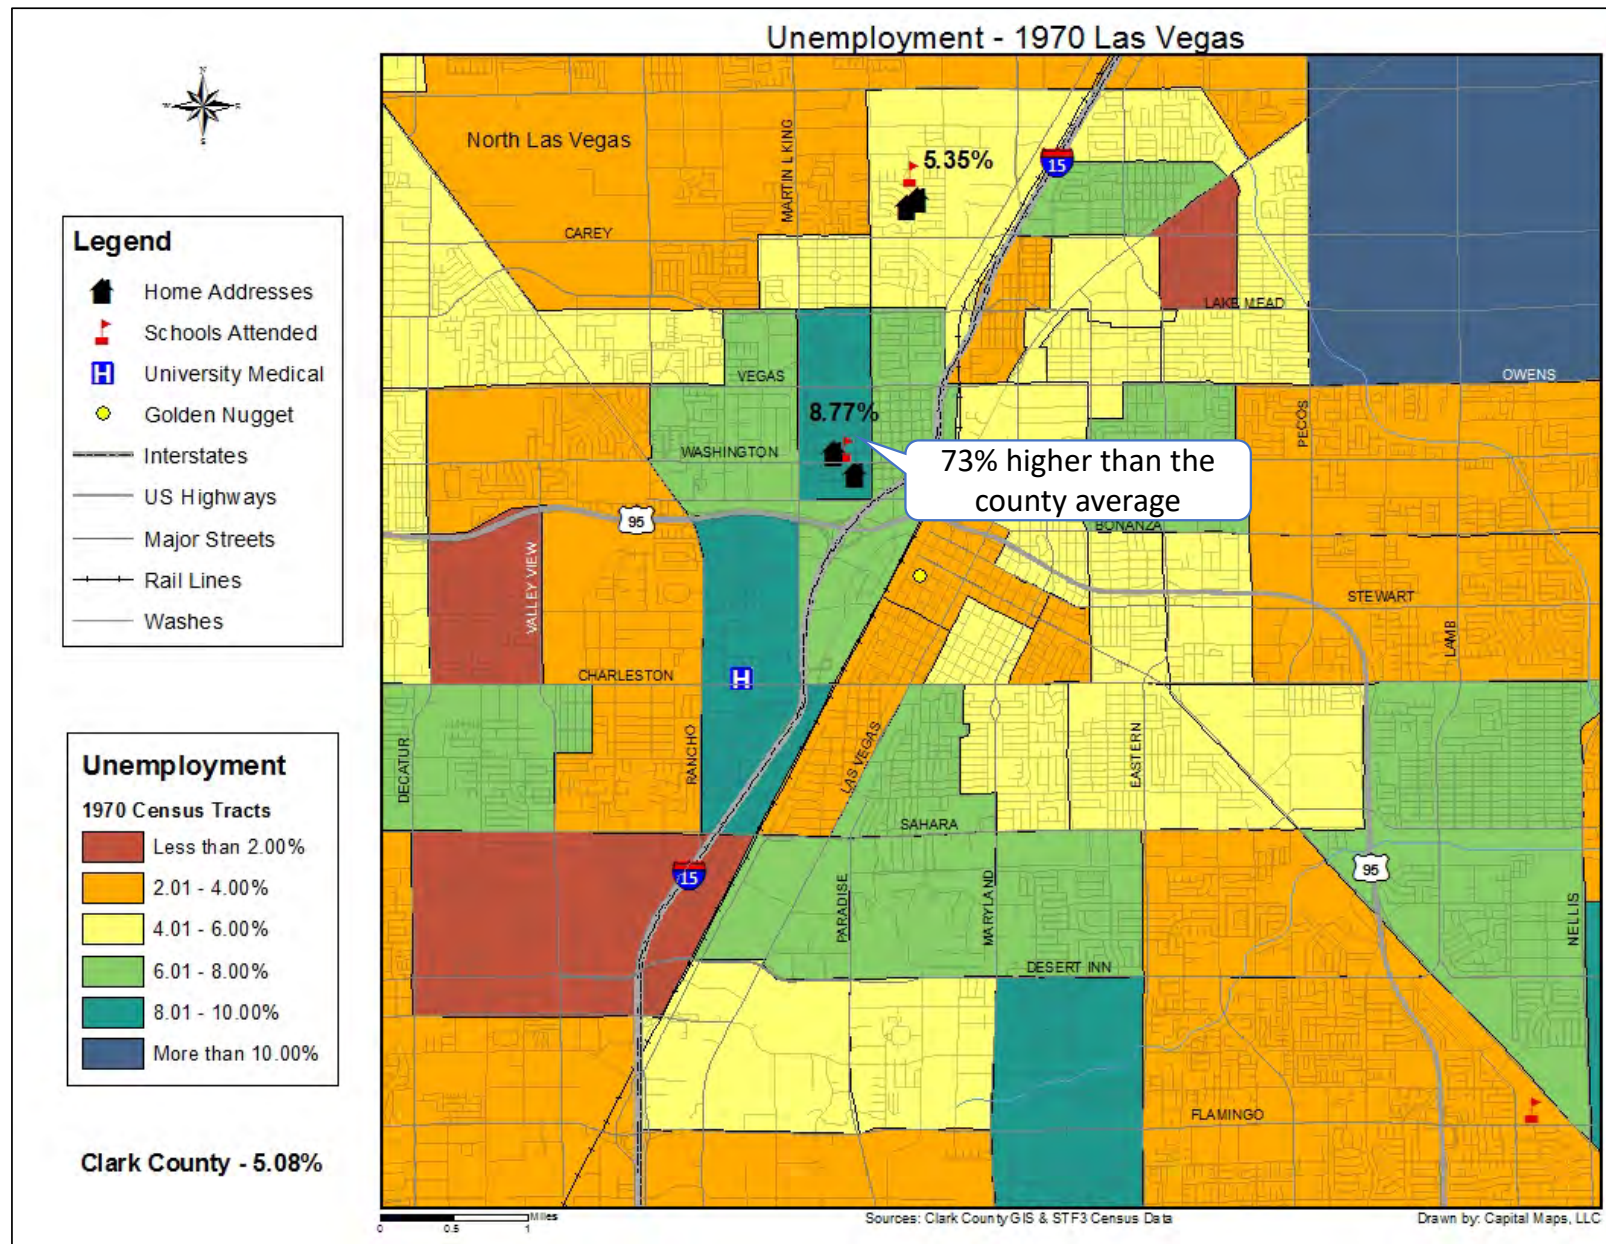 Unemployment - 1970 Las Vegas
N
W
E
S
North Las Vegas
MARTIN L KING
5.35%
15
CAREY
LAKE MEAD
Legend
Home Addresses
Schools Attended
H University Medical
Golden Nugget
Interstates
US Highways
Major Streets
Rail Lines
Washes
VEGAS
OWENS
8.77%
PECOS
WASHINGTON
73% higher than the
county average
95
BONANZA
VALLEY VIEW
STEWART
LAMB
CHARLESTON
H
RANCHO
LAS VEGAS
DECATUR
EASTERN
SAHARA
15
95
PARADISE
MARYLAND
NELLIS
DESERT INN
FLAMINGO
Unemployment
1970 Census Tracts
Less than 2.00%
2.01 - 4.00%
4.01 - 6.00%
6.01 - 8.00%
8.01 - 10.00%
More than 10.00%
Clark County - 5.08%
Miles
0 0.5 1
Sources: Clark County GIS & STF3 Census Data
Drawn by: Capital Maps, LLC